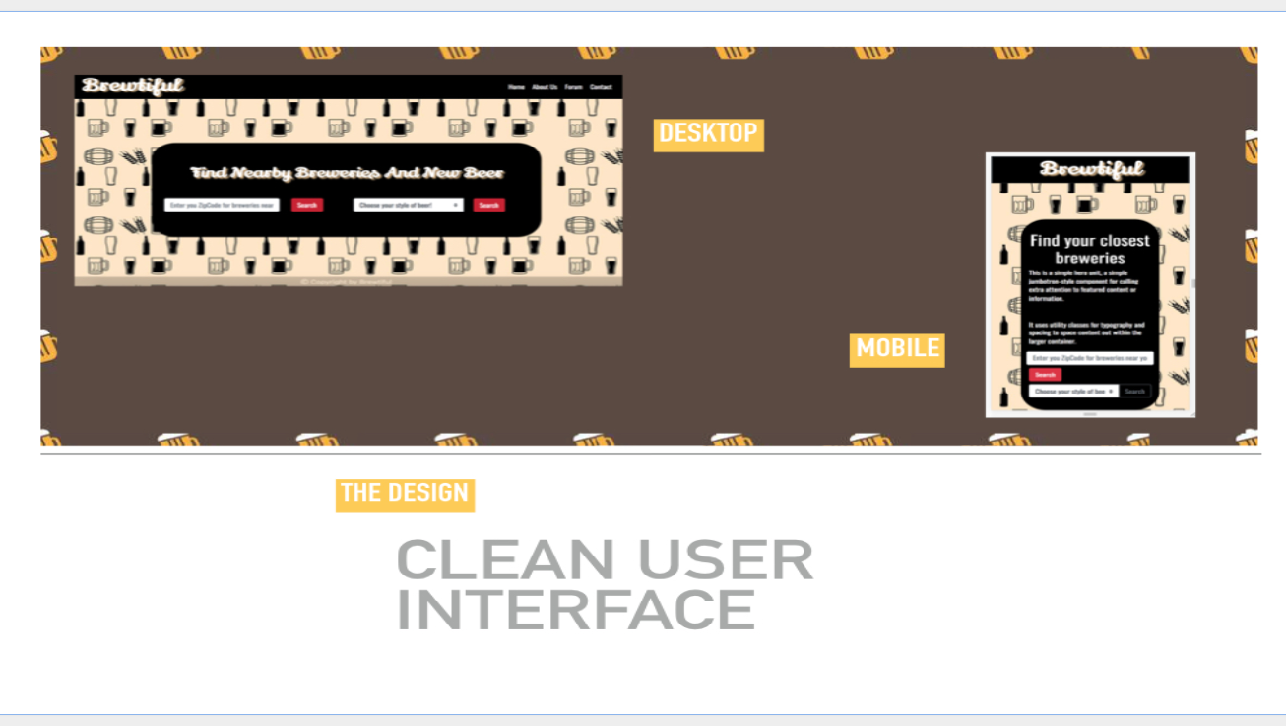 Brewtiful
Home About Us Forum Contact
DESKTOP
Find Nearby Breweries And New Beer
Enter you ZipCode for breweries near
Search
Choose your style of beer!
Search
© Copyright by Brewtiful
Brewtiful
Find your closest
breweries
This is a simple hero unit, a simple
jumbotron-style component for calling
extra attention to featured content or
information.
It uses utility classes for typography and
spacing to space content out within the
larger container.
Enter you ZipCode for breweries near yo
Search
Choose your style of bee
Search
MOBILE
THE DESIGN
CLEAN USER
INTERFACE